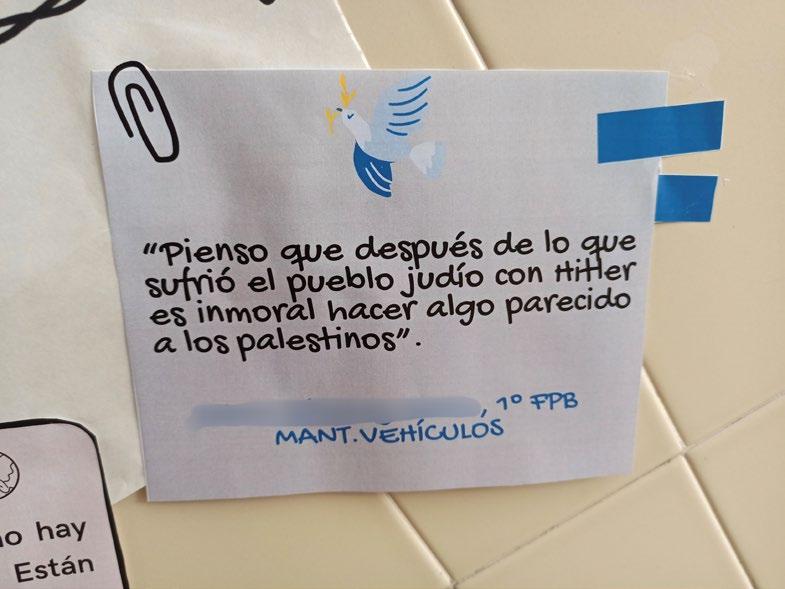 "Pienso que después de lo que
sufrió el pueblo judío con Hitler
es inmoral hacer algo parecido
a los palestinos".
, 1º FPB
MANT. VEHÍCULOS
no hay
Están